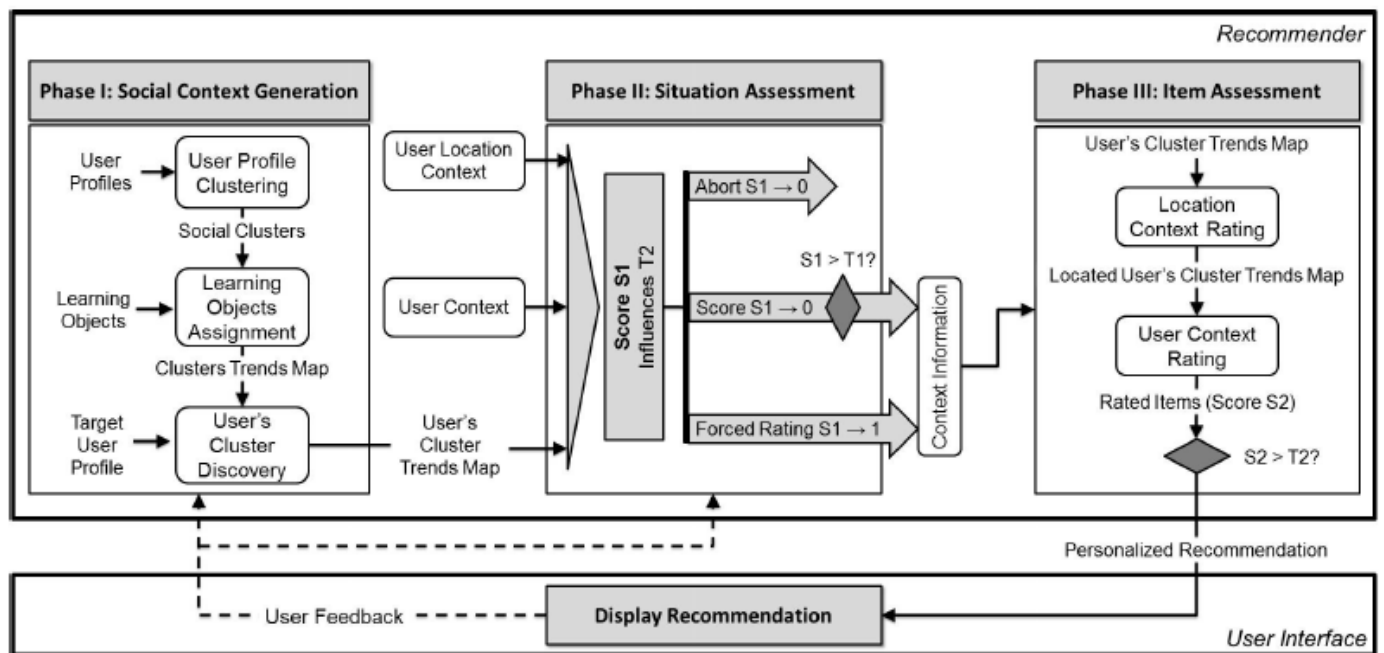 Recommender
Phase I: Social Context Generation
User
Profiles
User Profile
Clustering
Social Clusters
Learning
Objects
Learning
Objects
Assignment
Clusters Trends Map
Target
User
Profile
User's
Cluster
Discovery
User Location
Context
User Context
User's
Cluster
Trends Map
Phase II: Situation Assessment
Score S1
Influences T2
Abort S1 → 0
S1 > T1?
Score S1 → 0
Forced Rating S1 → 1
Context Information
Phase III: Item Assessment
User's Cluster Trends Map
Location
Context Rating
Located User's Cluster Trends Map
User Context
Rating
Rated Items (Score S2)
S2 > T2?
Personalized Recommendation
User Feedback
Display Recommendation
User Interface